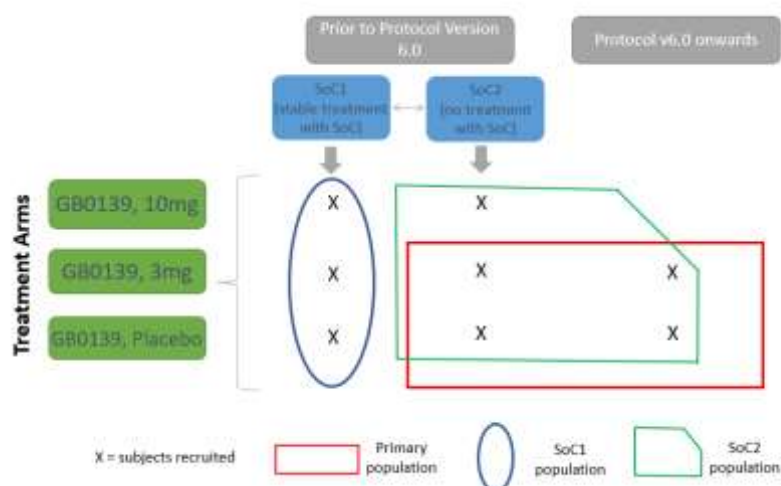 Prior to Protocol Version
6.0
Protocol v6.0 onwards
SoC1
(stable treatment
with SoC)
SoC2
(no treatment
with SoC)
Treatment Arms
GB0139, 10mg
GB0139, 3mg
GB0139, Placebo
X X
X X X
X X X
X = subjects recruited
Primary
population
SoC1
population
SoC2
population